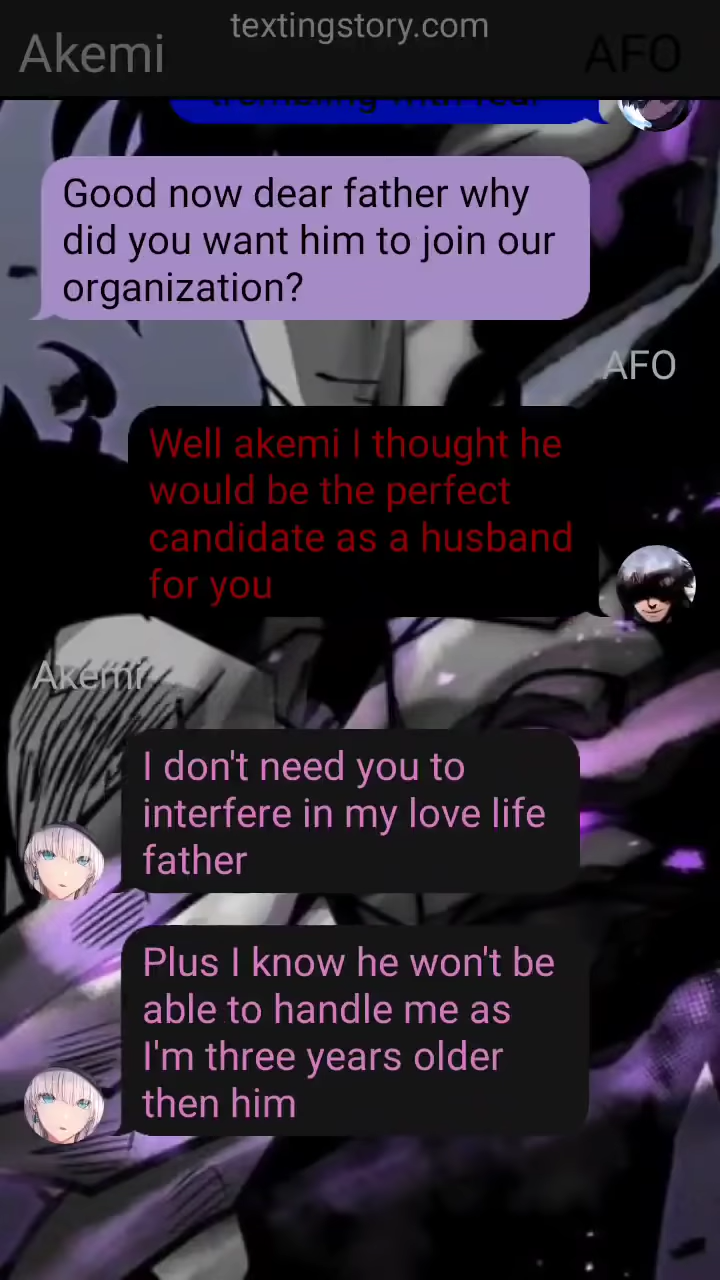 textingstory.com
Akemi
AFO
trembling with fear
Good now dear father why
did you want him to join our
organization?
AFO
Well akemi I thought he
would be the perfect
candidate as a husband
for you
Akemi
I don't need you to
interfere in my love life
father
Plus I know he won't be
able to handle me as
I'm three years older
then him